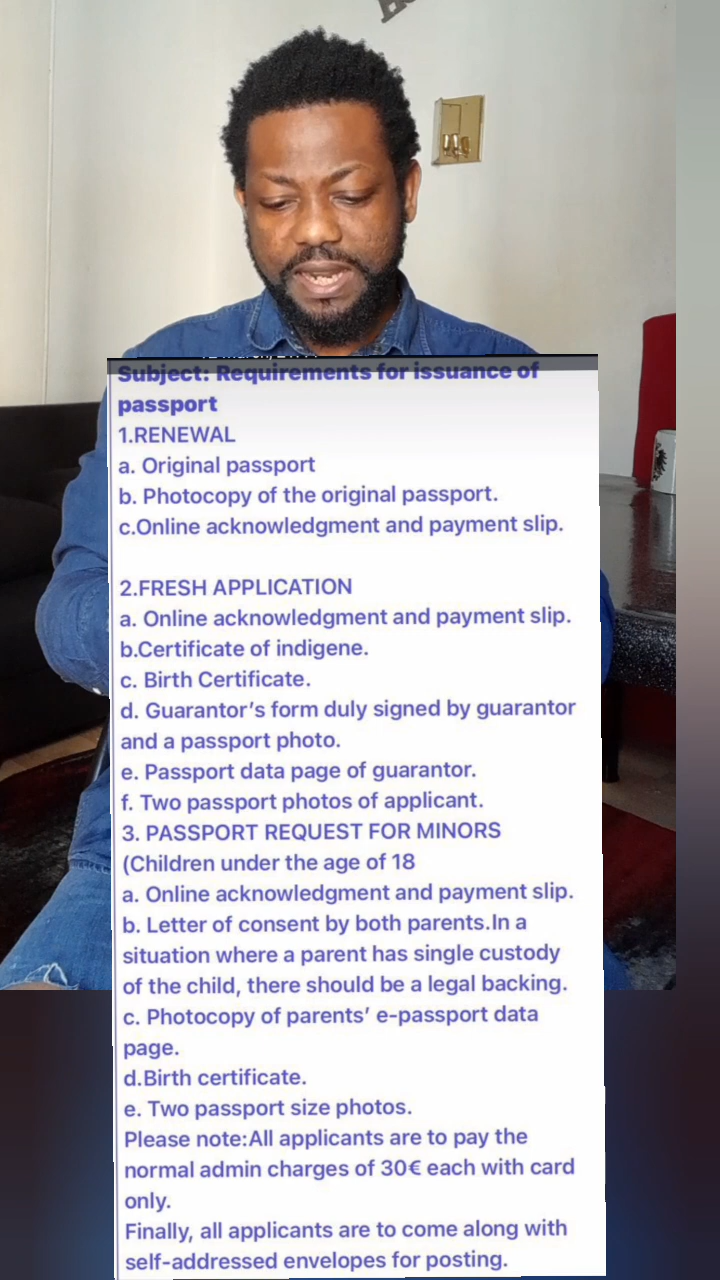 Subject: Requirements for issuance of
passport
1.RENEWAL
a. Original passport
b. Photocopy of the original passport.
c.Online acknowledgment and payment slip.
2.FRESH APPLICATION
a. Online acknowledgment and payment slip.
b.Certificate of indigene.
c. Birth Certificate.
d. Guarantor’s form duly signed by guarantor
and a passport photo.
e. Passport data page of guarantor.
f. Two passport photos of applicant.
3. PASSPORT REQUEST FOR MINORS
(Children under the age of 18
a. Online acknowledgment and payment slip.
b. Letter of consent by both parents.In a
situation where a parent has single custody
of the child, there should be a legal backing.
c. Photocopy of parents’ e-passport data
page.
d.Birth certificate.
e. Two passport size photos.
Please note:All applicants are to pay the
normal admin charges of 30€ each with card
only.
Finally, all applicants are to come along with
self-addressed envelopes for posting.